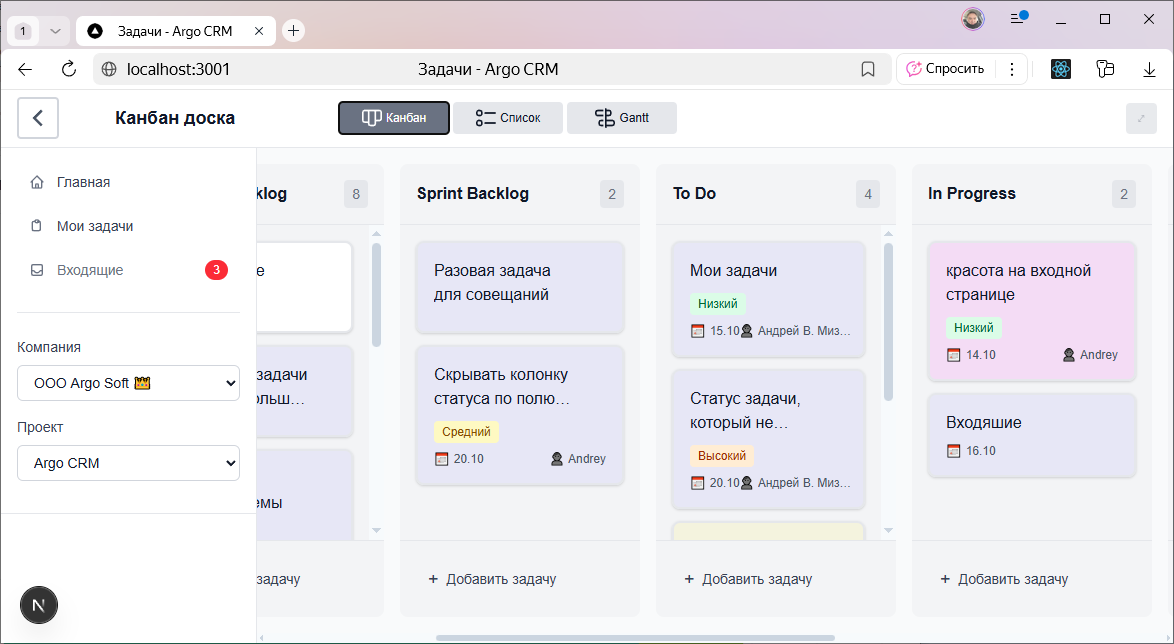 1
Задачи - Argo CRM
localhost:3001
Задачи - Argo CRM
Спросить
Канбан доска
Канбан
Список
Gantt
Главная
Мои задачи
Входящие
3
Компания
ООО Argo Soft
Проект
Argo CRM
N
klog
8
е
задачи
ольш…
емы
задачу
Sprint Backlog
2
Разовая задача
для совещаний
Скрывать колонку
статуса по полю…
Средний
20.10
Andrey
+ Добавить задачу
To Do
4
Мои задачи
Низкий
15.10
Андрей В. Миз…
Статус задачи,
который не…
Высокий
20.10
Андрей В. Миз…
+ Добавить задачу
In Progress
2
красота на входной
странице
Низкий
14.10
Andrey
Входяшие
16.10
+ Добавить задачу